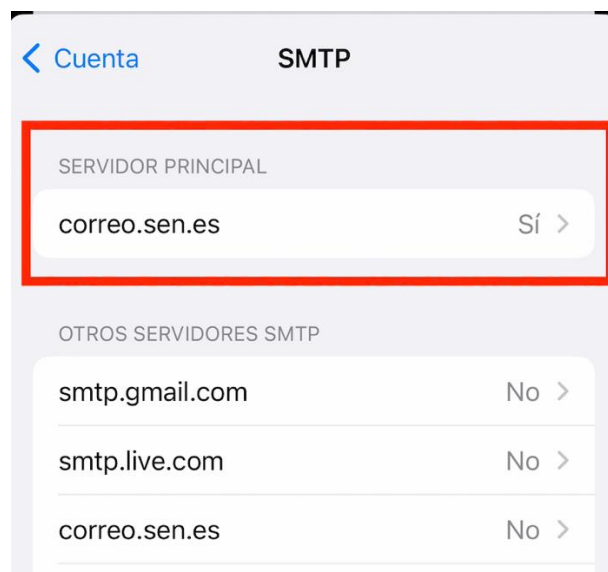 Cuenta SMTP
SERVIDOR PRINCIPAL
correo.sen.es Sí
OTROS SERVIDORES SMTP
smtp.gmail.com No
smtp.live.com No
correo.sen.es No